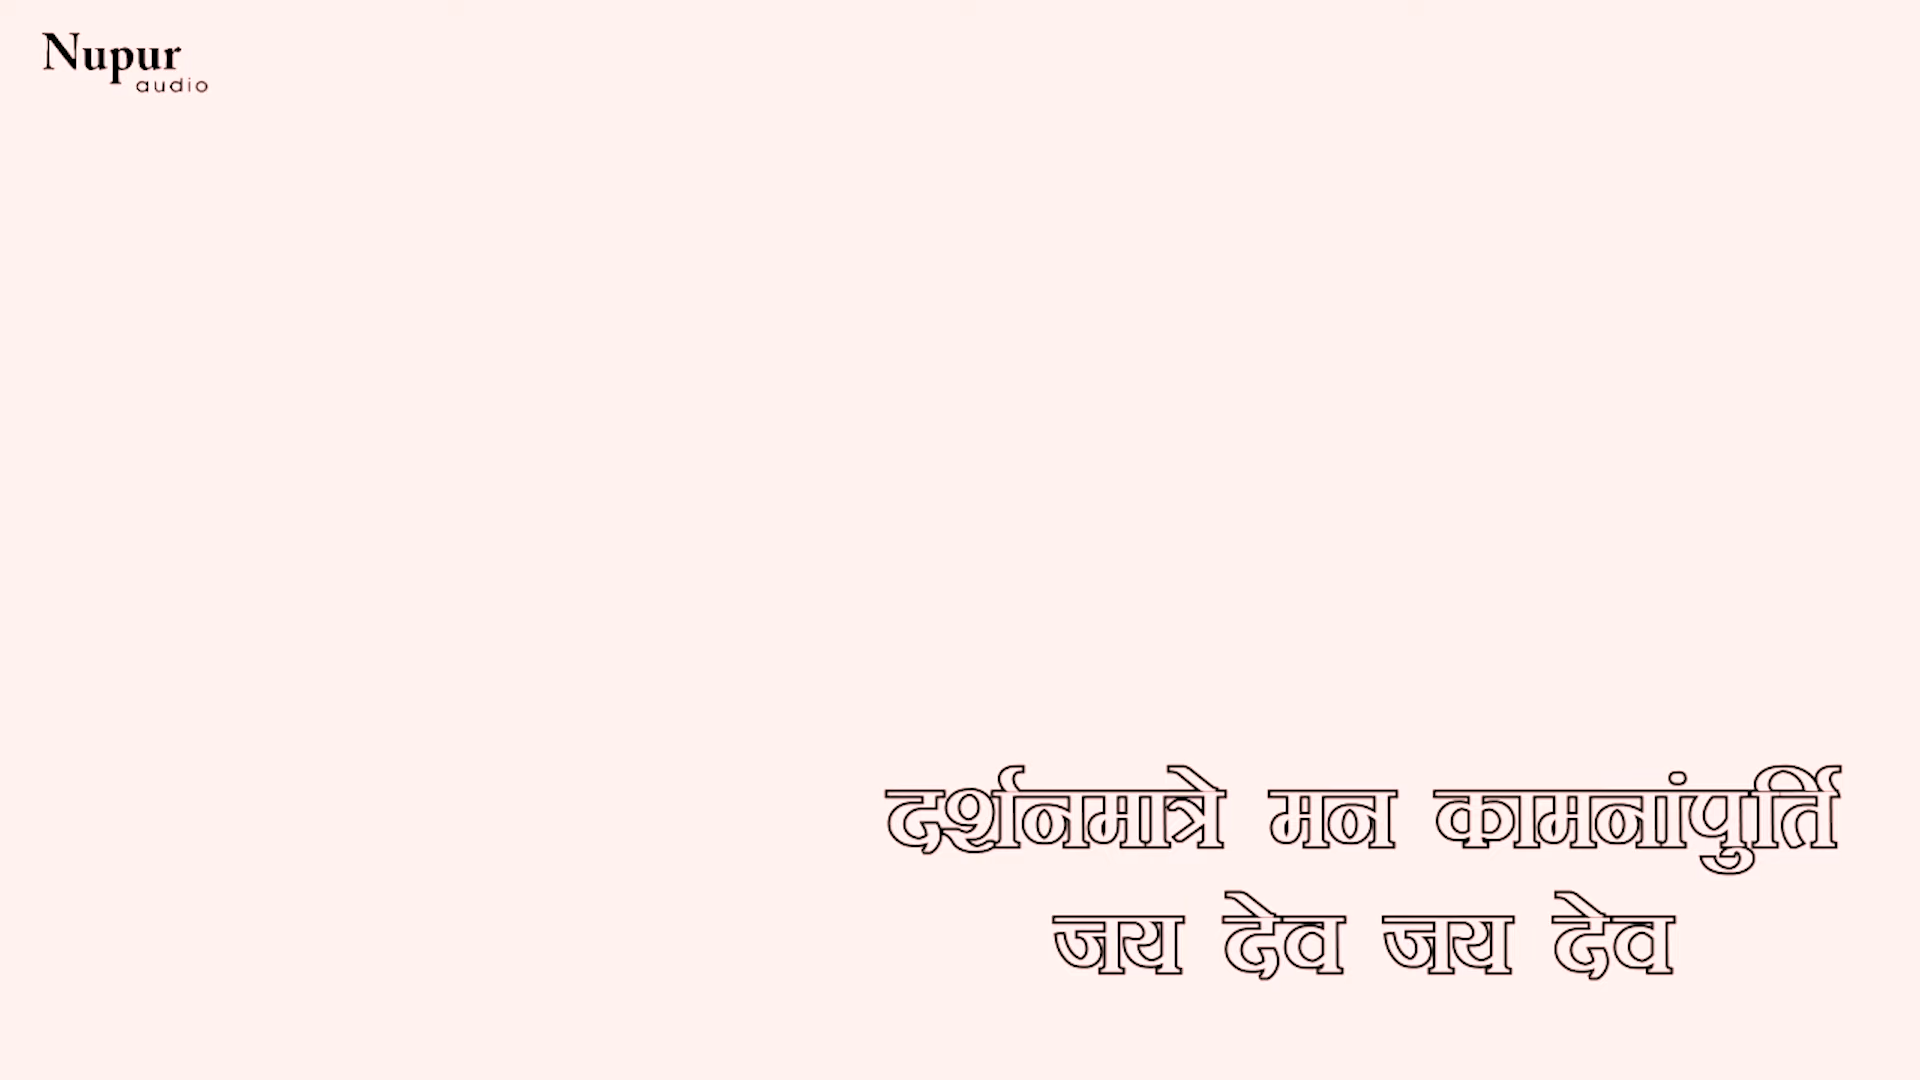 Nupur
audio
दर्शनमात्रे मन कामनांपुर्ति
जय देव जय देव